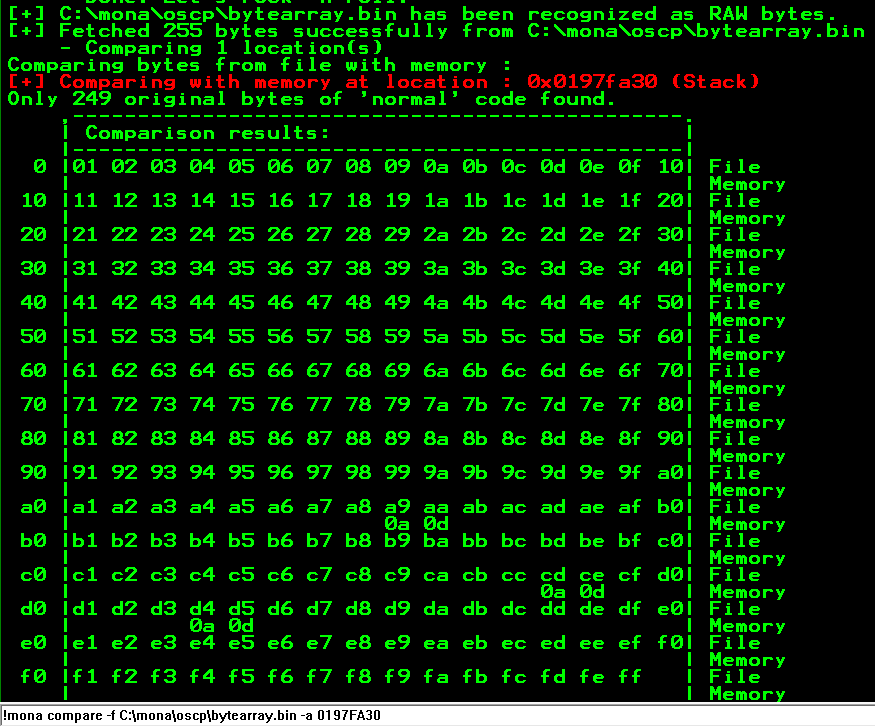 [+] C:\mona\oscp\bytearray.bin has been recognized as RAW bytes.
[+] Fetched 255 bytes successfully from C:\mona\oscp\bytearray.bin
- Comparing 1 location(s)
Comparing bytes from file with memory :
[+] Comparing with memory at location : 0x0197fa30 (Stack)
Only 249 original bytes of 'normal' code found.
,-----------------------------------------------.
| Comparison results: |
|-----------------------------------------------|
0 |01 02 03 04 05 06 07 08 09 0a 0b 0c 0d 0e 0f 10| File
| | Memory
10 |11 12 13 14 15 16 17 18 19 1a 1b 1c 1d 1e 1f 20| File
| | Memory
20 |21 22 23 24 25 26 27 28 29 2a 2b 2c 2d 2e 2f 30| File
| | Memory
30 |31 32 33 34 35 36 37 38 39 3a 3b 3c 3d 3e 3f 40| File
| | Memory
40 |41 42 43 44 45 46 47 48 49 4a 4b 4c 4d 4e 4f 50| File
| | Memory
50 |51 52 53 54 55 56 57 58 59 5a 5b 5c 5d 5e 5f 60| File
| | Memory
60 |61 62 63 64 65 66 67 68 69 6a 6b 6c 6d 6e 6f 70| File
| | Memory
70 |71 72 73 74 75 76 77 78 79 7a 7b 7c 7d 7e 7f 80| File
| | Memory
80 |81 82 83 84 85 86 87 88 89 8a 8b 8c 8d 8e 8f 90| File
| | Memory
90 |91 92 93 94 95 96 97 98 99 9a 9b 9c 9d 9e 9f a0| File
| | Memory
a0 |a1 a2 a3 a4 a5 a6 a7 a8 a9 aa ab ac ad ae af b0| File
| 0a 0d | Memory
b0 |b1 b2 b3 b4 b5 b6 b7 b8 b9 ba bb bc bd be bf c0| File
| | Memory
c0 |c1 c2 c3 c4 c5 c6 c7 c8 c9 ca cb cc cd ce cf d0| File
| 0a 0d | Memory
d0 |d1 d2 d3 d4 d5 d6 d7 d8 d9 da db dc dd de df e0| File
| 0a 0d | Memory
e0 |e1 e2 e3 e4 e5 e6 e7 e8 e9 ea eb ec ed ee ef f0| File
| | Memory
f0 |f1 f2 f3 f4 f5 f6 f7 f8 f9 fa fb fc fd fe ff | File
| | Memory
!mona compare -f C:\mona\oscp\bytearray.bin -a 0197FA30